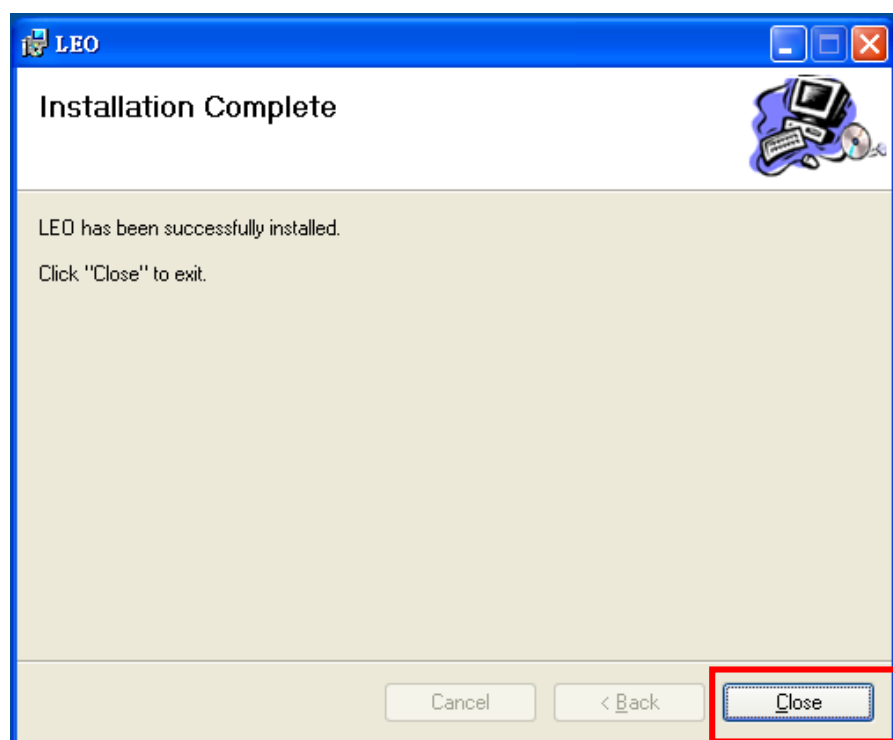 LEO
Installation Complete
LEO has been successfully installed.
Click "Close" to exit.
Cancel
< Back
Close